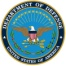 DEPARTMENT OF DEFENSE
UNITED STATES OF AMERICA